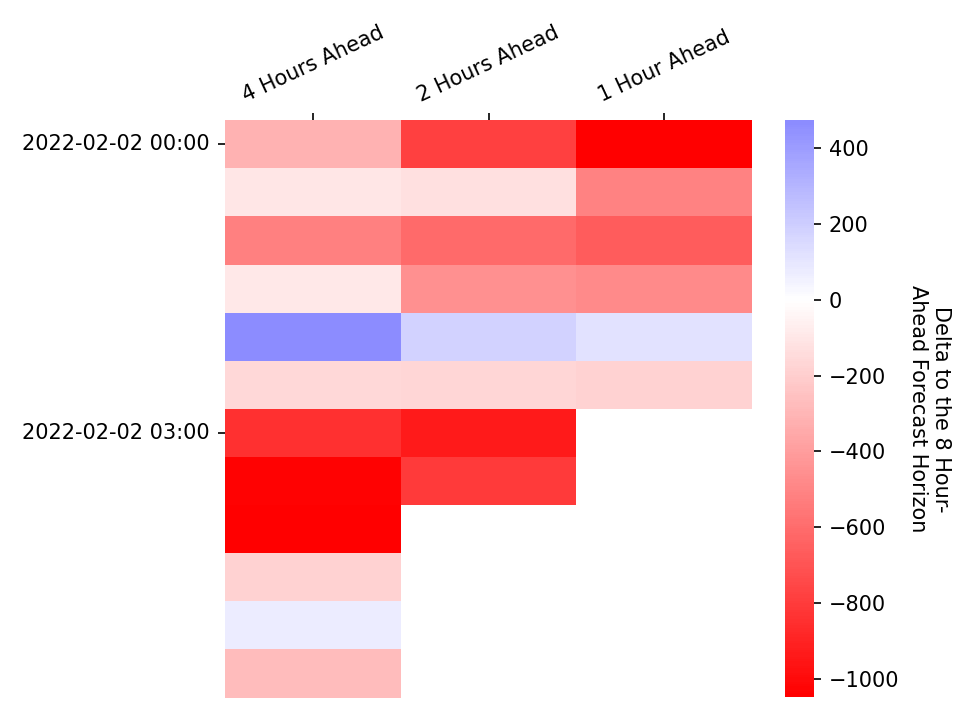 4 Hours Ahead
2 Hours Ahead
1 Hour Ahead
2022-02-02 00:00
2022-02-02 03:00
400
200
0
−200
−400
−600
−800
−1000
Delta to the 8 Hour-
Ahead Forecast Horizon